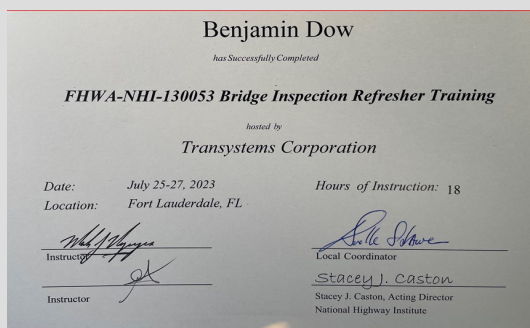 Benjamin Dow
has Successfully Completed
FHWA-NHI-130053 Bridge Inspection Refresher Training
hosted by
Transystems Corporation
Date: July 25-27, 2023 Hours of Instruction: 18
Location: Fort Lauderdale, FL
Instructor
Local Coordinator
Stacey J. Caston
Instructor
Stacey J. Caston, Acting Director
National Highway Institute